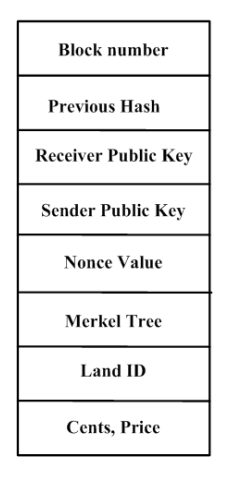 Block number
Previous Hash
Receiver Public Key
Sender Public Key
Nonce Value
Merkel Tree
Land ID
Cents, Price